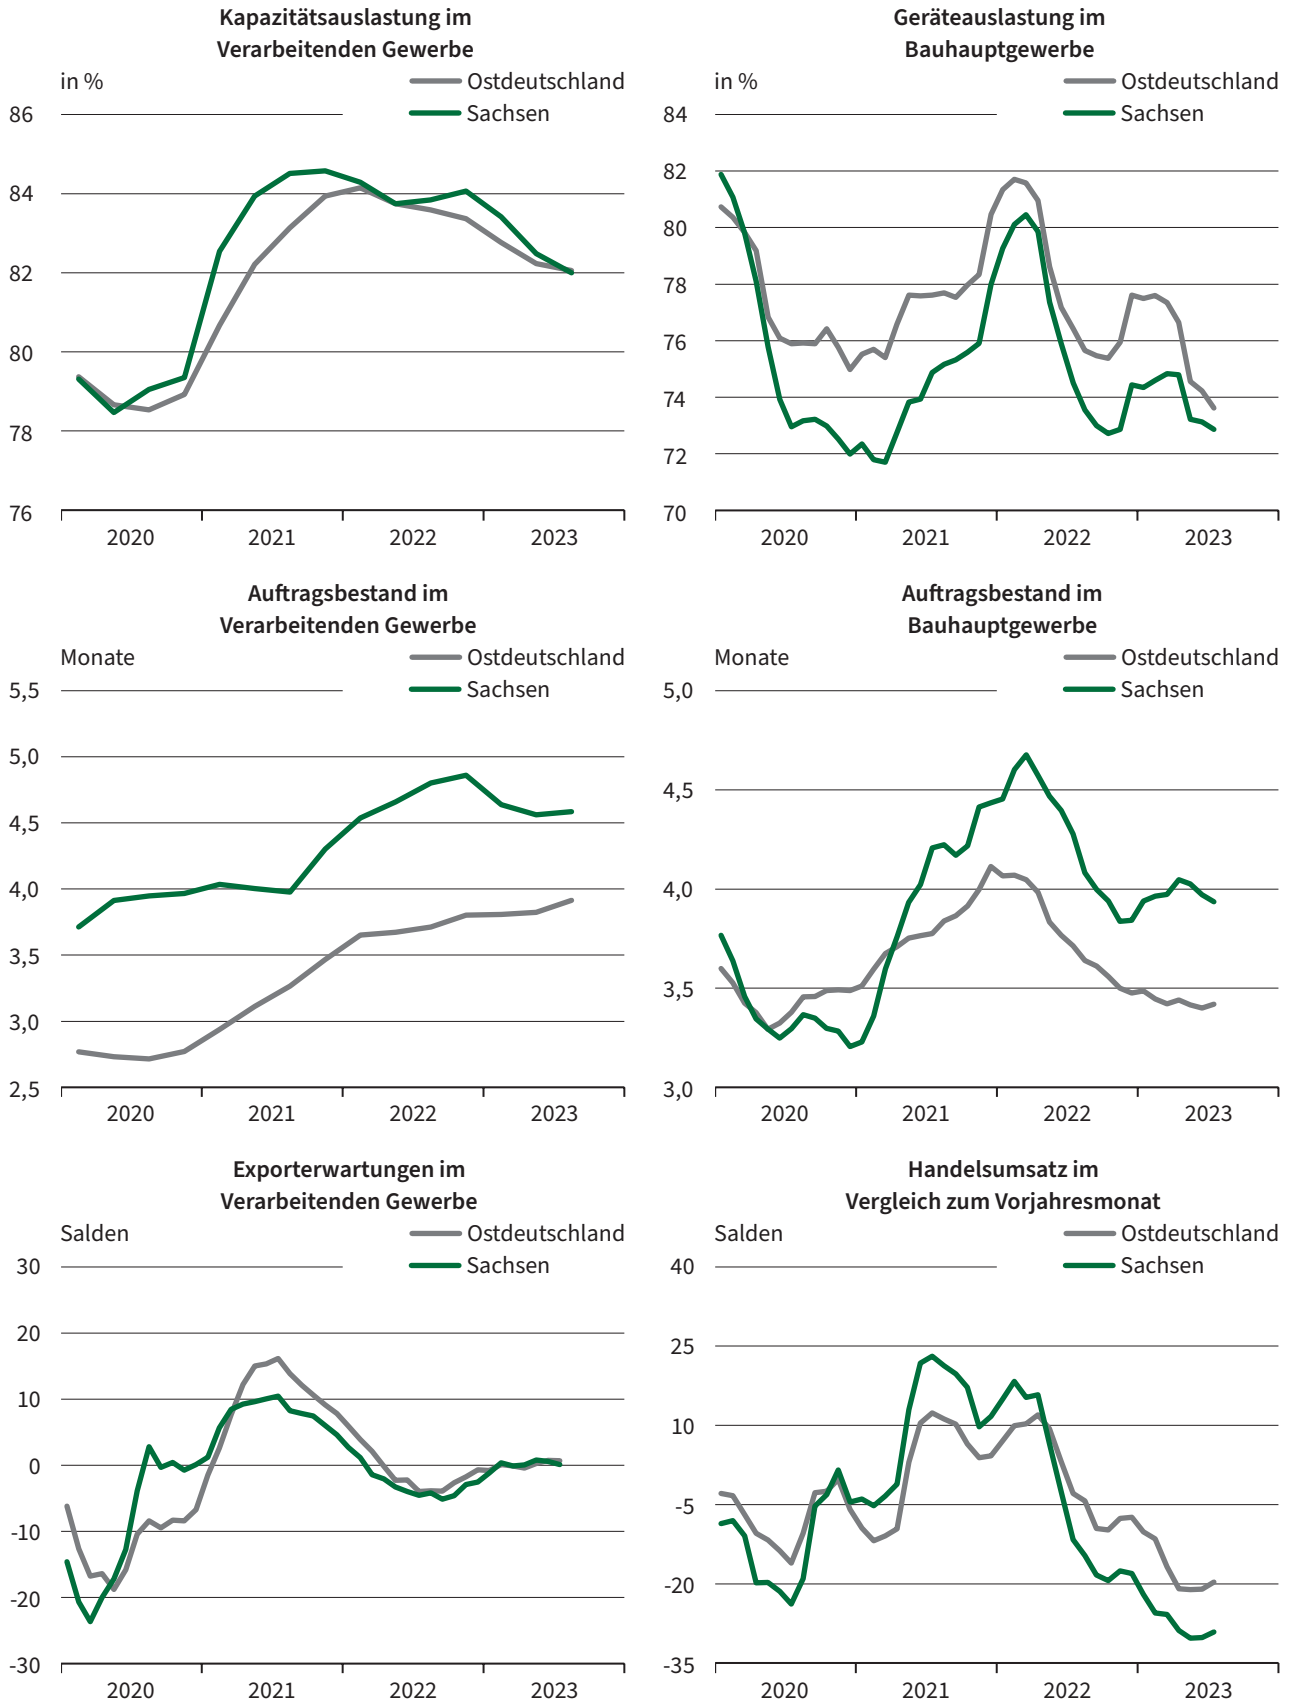 Kapazitätsauslastung im
Verarbeitenden Gewerbe
in %
Ostdeutschland
Sachsen
86
84
82
80
78
76
2020
2021
2022
2023
Geräteauslastung im
Bauhauptgewerbe
in %
Ostdeutschland
Sachsen
84
82
80
78
76
74
72
70
2020
2021
2022
2023
Auftragsbestand im
Verarbeitenden Gewerbe
Monate
Ostdeutschland
Sachsen
5,5
5,0
4,5
4,0
3,5
3,0
2,5
2020
2021
2022
2023
Auftragsbestand im
Bauhauptgewerbe
Monate
Ostdeutschland
Sachsen
5,0
4,5
4,0
3,5
3,0
2020
2021
2022
2023
Exporterwartungen im
Verarbeitenden Gewerbe
Salden
Ostdeutschland
Sachsen
30
20
10
0
-10
-20
-30
2020
2021
2022
2023
Handelsumsatz im
Vergleich zum Vorjahresmonat
Salden
Ostdeutschland
Sachsen
40
25
10
-5
-20
-35
2020
2021
2022
2023